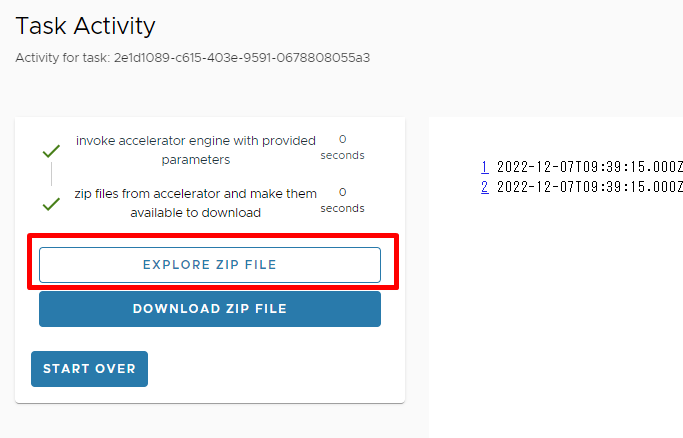 Task Activity
Activity for task: 2e1d1089-c615-403e-9591-0678808055a3
invoke accelerator engine with provided
parameters
0
seconds
zip files from accelerator and make them
available to download
0
seconds
EXPLORE ZIP FILE
DOWNLOAD ZIP FILE
START OVER
1 2022-12-07T09:39:15.000Z
2 2022-12-07T09:39:15.000Z